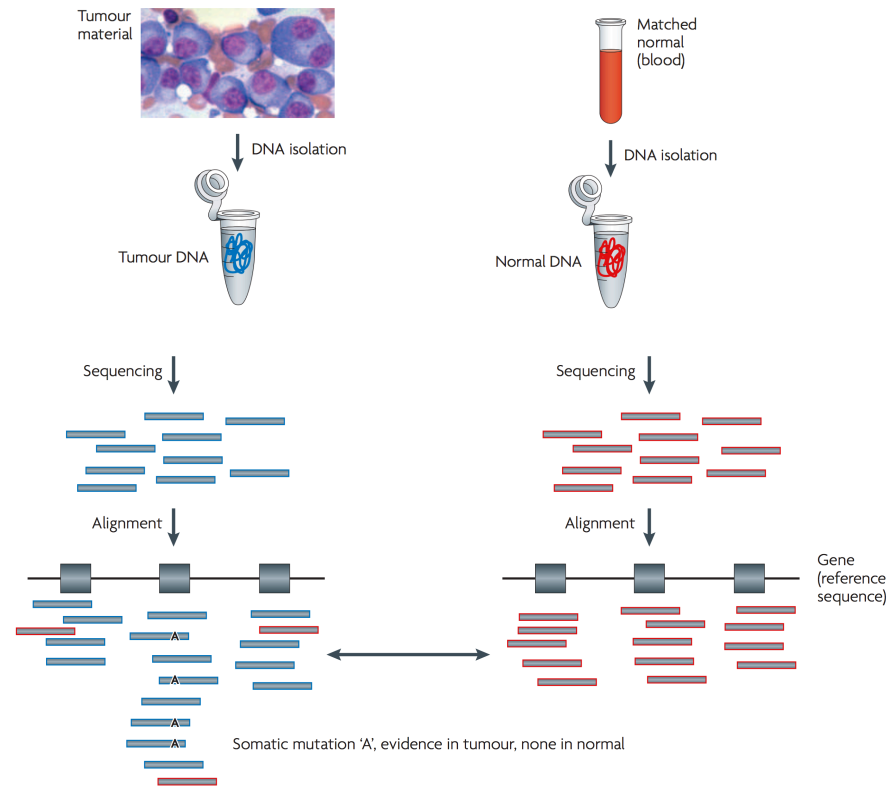 Tumour
material
Matched
normal
(blood)
DNA isolation
DNA isolation
Tumour DNA
Normal DNA
Sequencing
Sequencing
Alignment
Alignment
Gene
(reference
sequence)
A
A
A
A
Somatic mutation ‘A’, evidence in tumour, none in normal